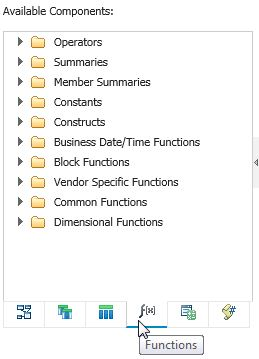 Available Components:
Operators
Summaries
Member Summaries
Constants
Constructs
Business Date/Time Functions
Block Functions
Vendor Specific Functions
Common Functions
Dimensional Functions
Functions